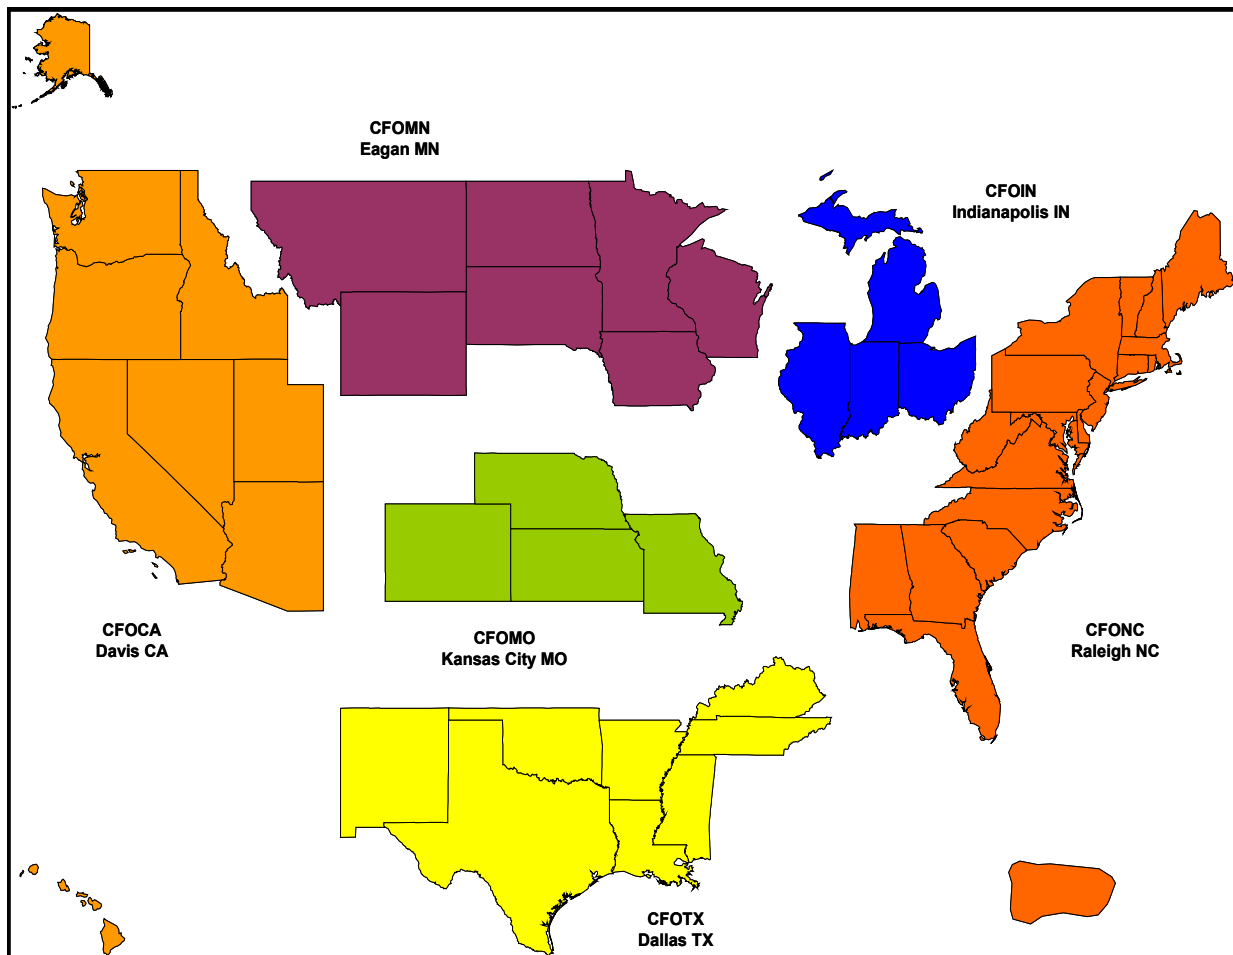 CFOMN
Eagan MN
CFOIN
Indianapolis IN
CFOCA
Davis CA
CFOMO
Kansas City MO
CFONC
Raleigh NC
CFOTX
Dallas TX